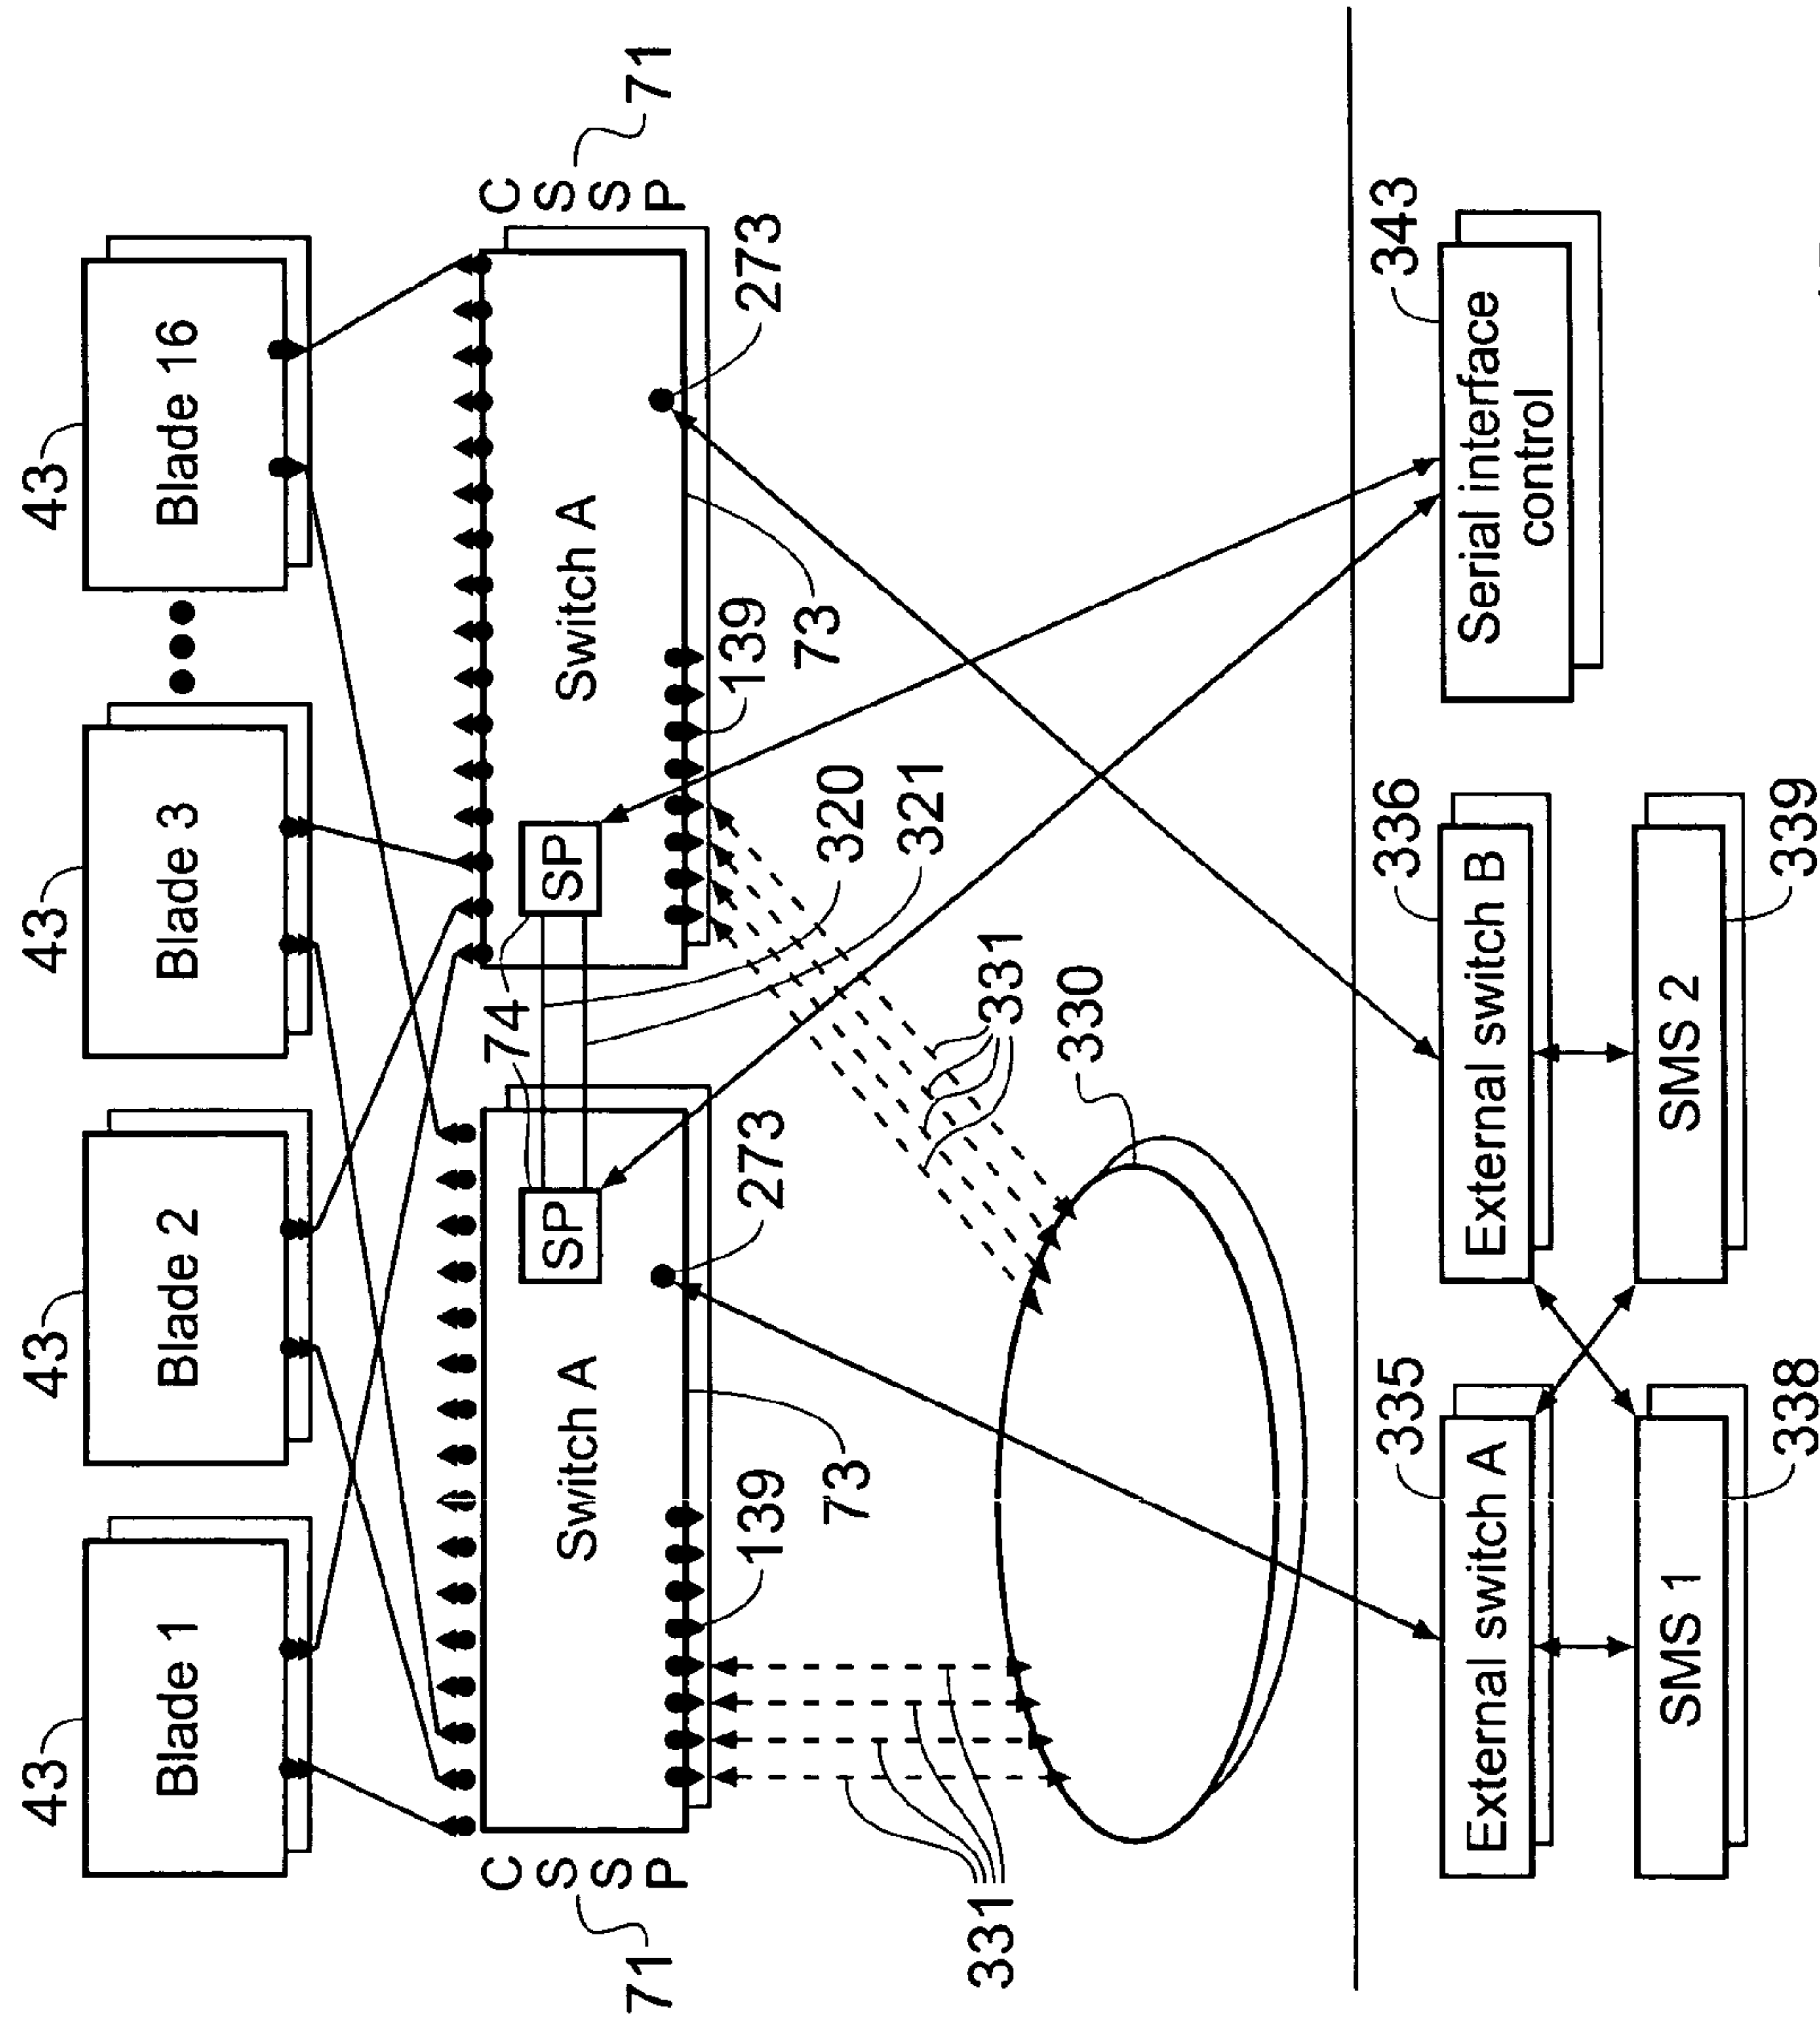 43
43
43
43
Blade 1
Blade 2
Blade 3
Blade 16
C
S
S
P
71
Switch A
SP
74
SP
Switch A
C
S
S
P
71
139
273
139
273
73
73
320
321
331
331
330
335
336
343
External switch A
External switch B
Serial interface
control
SMS 1
SMS 2
338
339